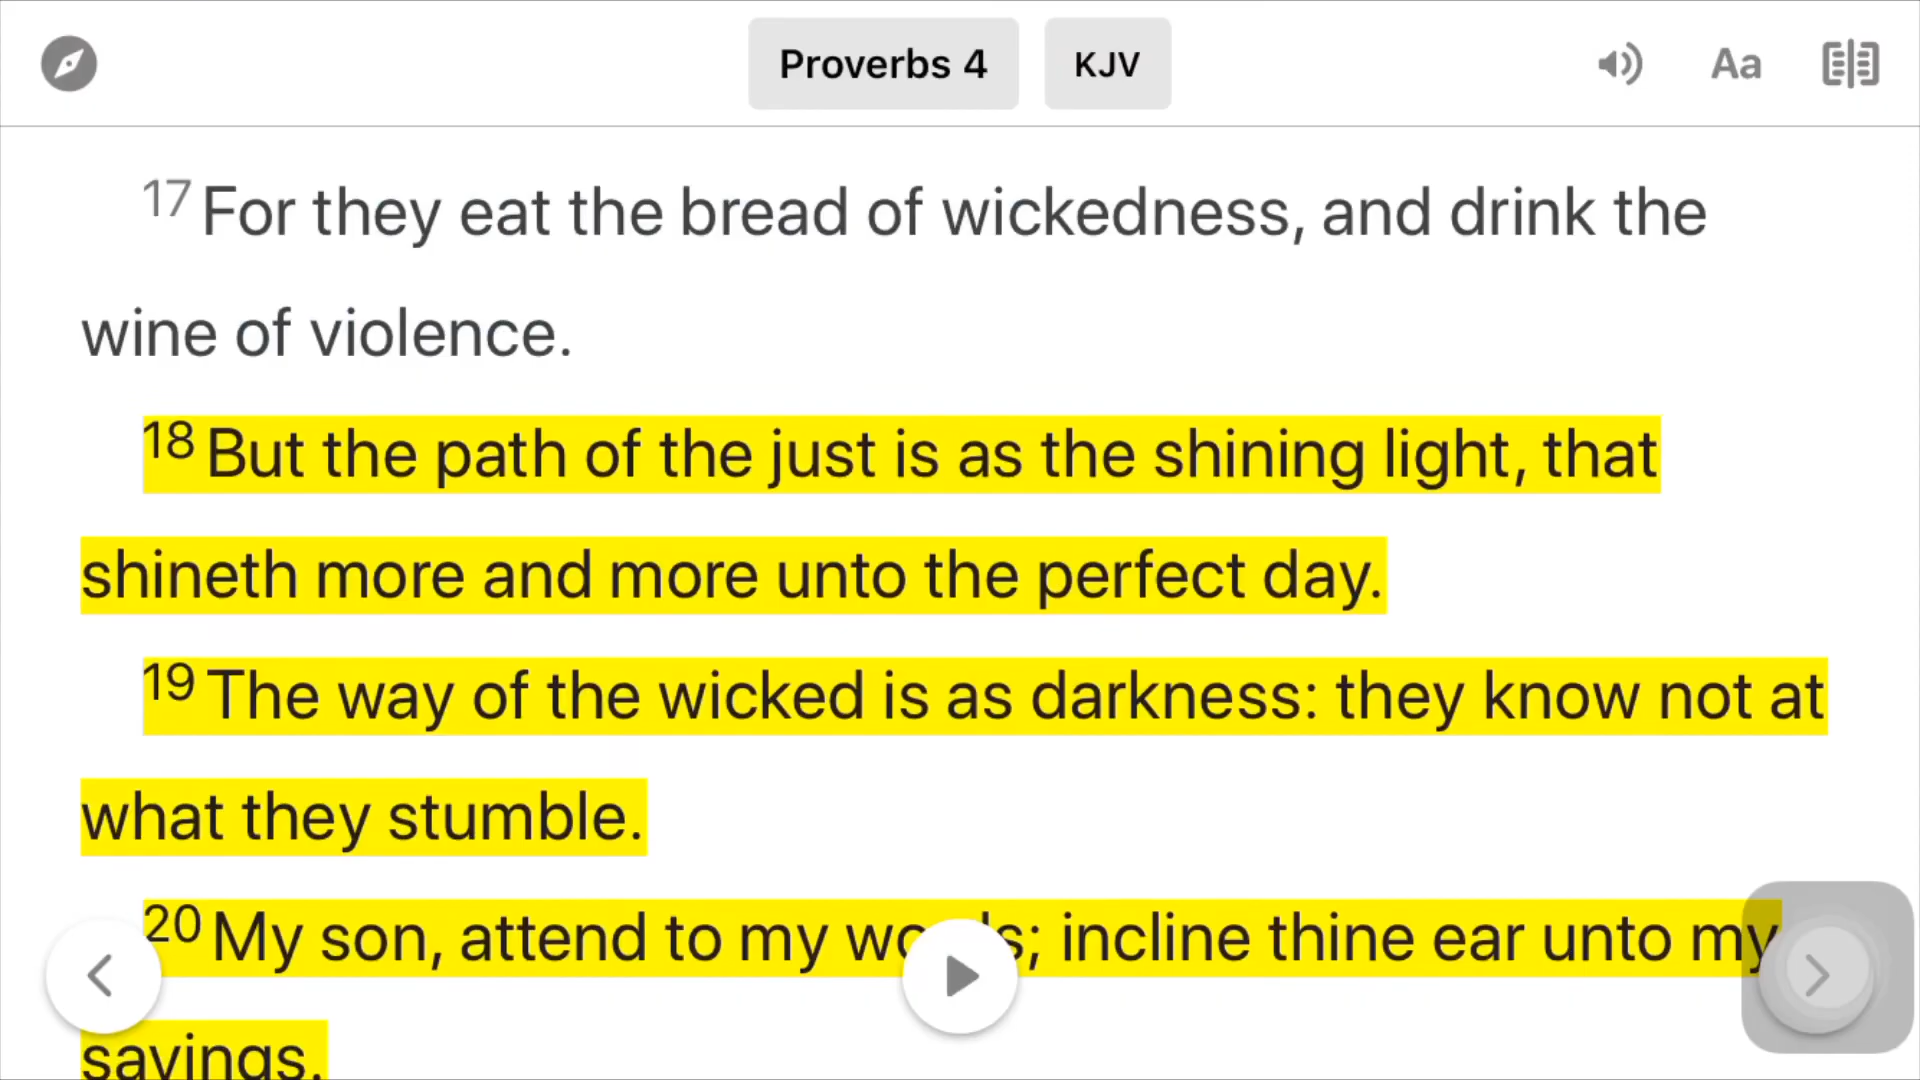 Proverbs 4 KJV Aa
17 For they eat the bread of wickedness, and drink the
wine of violence.
18 But the path of the just is as the shining light, that
shineth more and more unto the perfect day.
19 The way of the wicked is as darkness: they know not at
what they stumble.
20 My son, attend to my words; incline thine ear unto my
sayings.